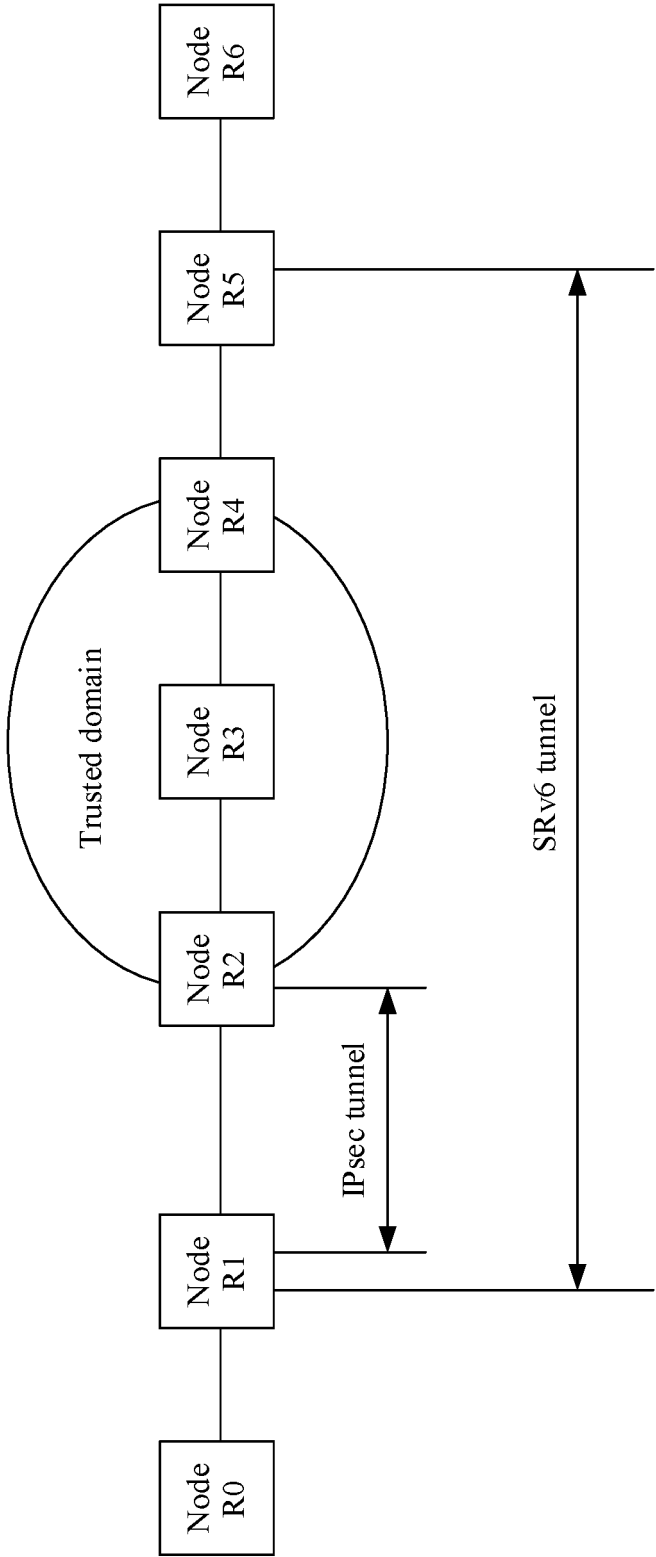 Trusted domain
Node
R0
Node
R1
Node
R2
Node
R3
Node
R4
Node
R5
Node
R6
IPsec tunnel
SRv6 tunnel